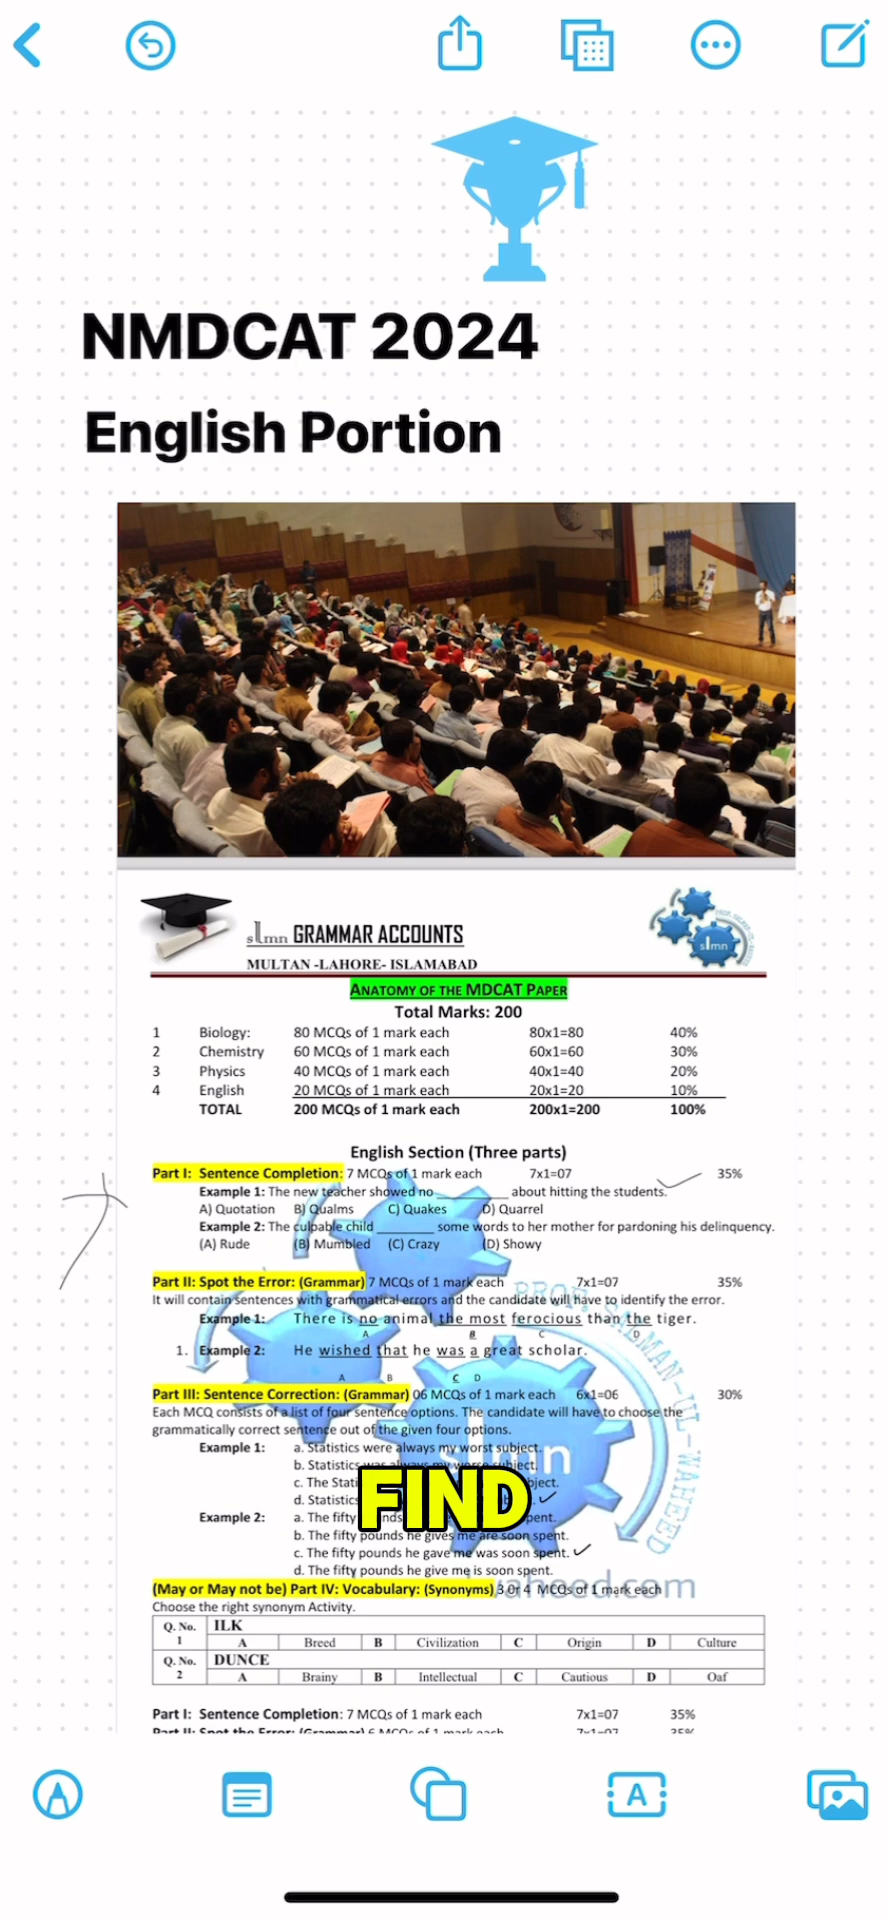 NMDCAT 2024
English Portion
slmn GRAMMAR ACCOUNTS
MULTAN -LAHORE- ISLAMABAD
slmn
ANATOMY OF THE MDCAT PAPER
Total Marks: 200
1 Biology: 80 MCQs of 1 mark each 80x1=80 40%
2 Chemistry 60 MCQs of 1 mark each 60x1=60 30%
3 Physics 40 MCQs of 1 mark each 40x1=40 20%
4 English 20 MCQs of 1 mark each 20x1=20 10%
TOTAL 200 MCQs of 1 mark each 200x1=200 100%
English Section (Three parts)
Part I: Sentence Completion: 7 MCQs of 1 mark each 7x1=07 35%
Example 1: The new teacher showed no __________ about hitting the students.
A) Quotation B) Qualms C) Quakes D) Quarrel
Example 2: The culpable child ________ some words to her mother for pardoning his delinquency.
(A) Rude (B) Mumbled (C) Crazy (D) Showy
Part II: Spot the Error: (Grammar) 7 MCQs of 1 mark each 7x1=07 35%
It will contain sentences with grammatical errors and the candidate will have to identify the error.
Example 1: There is no animal the most ferocious than the tiger.
A B C D
1. Example 2: He wished that he was a great scholar.
A B C D
Part III: Sentence Correction: (Grammar) 06 MCQs of 1 mark each 6x1=06 30%
Each MCQ consists of a list of four sentence options. The candidate will have to choose the
grammatically correct sentence out of the given four options.
Example 1: a. Statistics were always my worst subject.
b. Statistics was always my worse subject.
c. The
d. Statistics
FIND
Example 2: a. The fifty
b. The fifty pounds he gives me are soon spent.
c. The fifty pounds he gave me was soon spent.
d. The fifty pounds he give me is soon spent.
(May or May not be) Part IV: Vocabulary: (Synonyms) 3 0r 4 MCQs of 1 mark each
Choose the right synonym Activity.
Q. No. 1 ILK
A Breed B Civilization C Origin D Culture
Q. No. 2 DUNCE
A Brainy B Intellectual C Cautious D Oaf
Part I: Sentence Completion: 7 MCQs of 1 mark each 7x1=07 35%